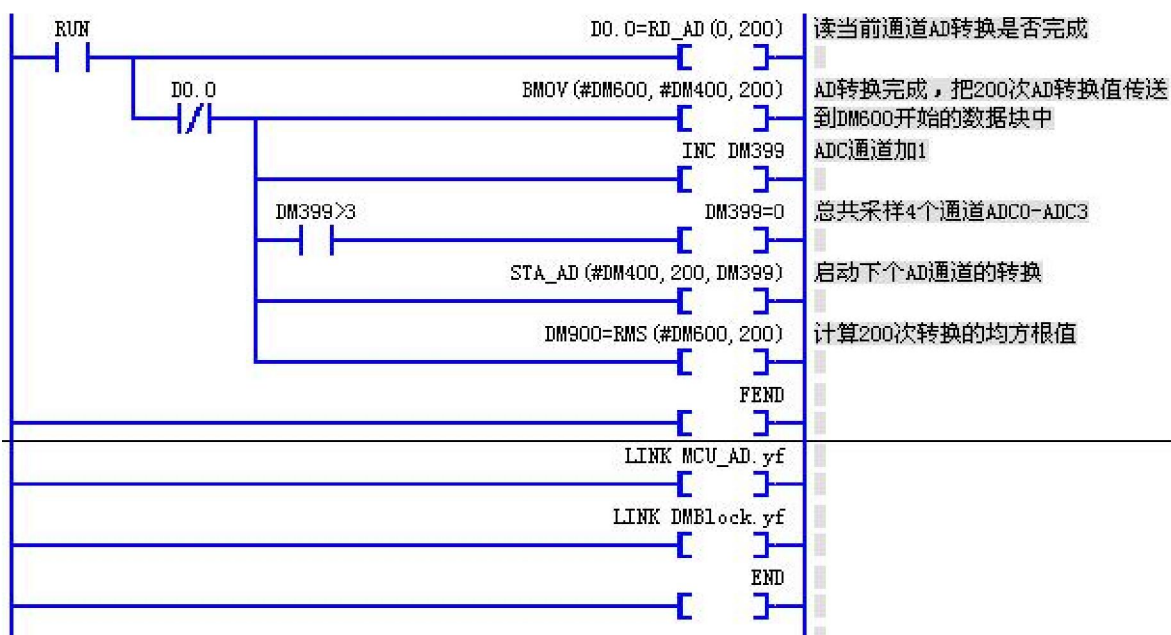 RUN D0.0=RD_AD(0,200) 读当前通道AD转换是否完成
D0.0 BMOV(#DM600,#DM400,200) AD转换完成，把200次AD转换值传送
到DM600开始的数据块中
INC DM399 ADC通道加1
DM399>3 DM399=0 总共采样4个通道ADC0-ADC3
STA_AD(#DM400,200,DM399) 启动下个AD通道的转换
DM900=RMS(#DM600,200) 计算200次转换的均方根值
FEND
LINK MCU_AD.yf
LINK DMBlock.yf
END